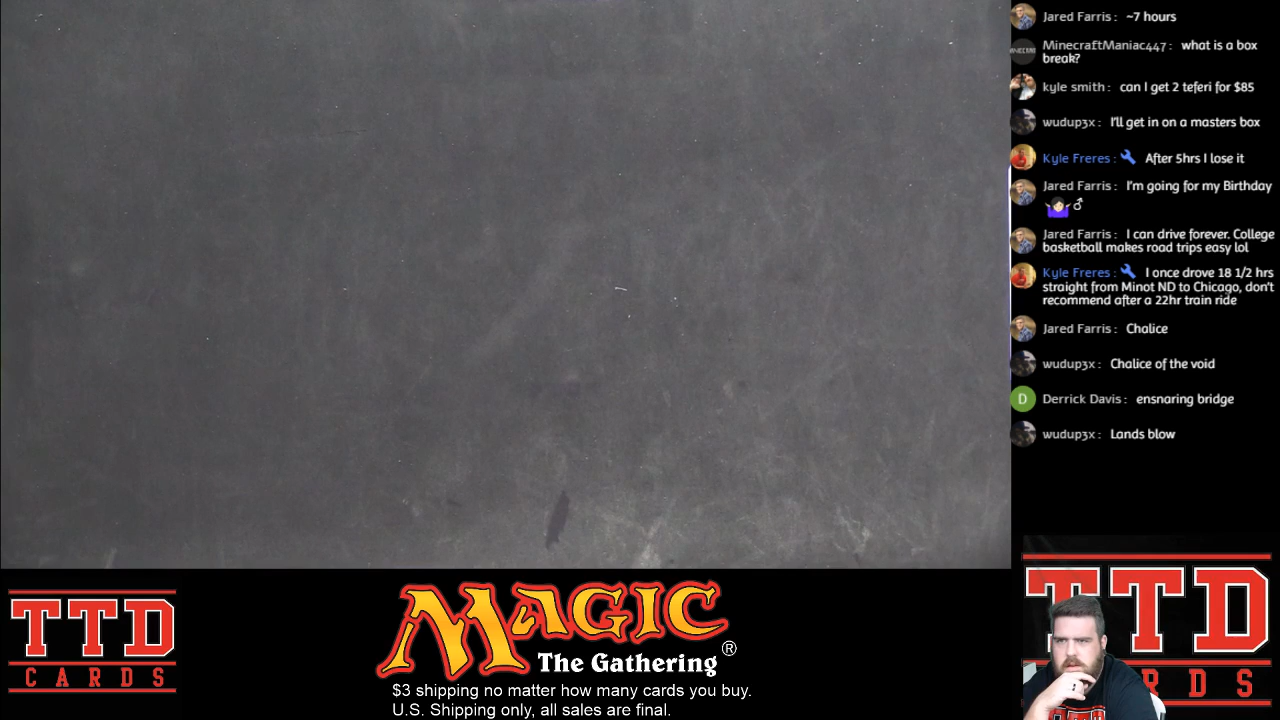 Jared Farris : ~7 hours
MinecraftManiac447 : what is a box
break?
kyle smith : can I get 2 teferi for $85
wudup3x : I'll get in on a masters box
Kyle Freres : After 5hrs I lose it
Jared Farris : I'm going for my Birthday
Jared Farris : I can drive forever. College
basketball makes road trips easy lol
Kyle Freres : I once drove 18 1/2 hrs
straight from Minot ND to Chicago, don't
recommend after a 22hr train ride
Jared Farris : Chalice
wudup3x : Chalice of the void
D
Derrick Davis : ensnaring bridge
wudup3x : Lands blow
TTD
CARDS
MAGIC
The Gathering®
$3 shipping no matter how many cards you buy.
U.S. Shipping only, all sales are final.
TTD
RDS